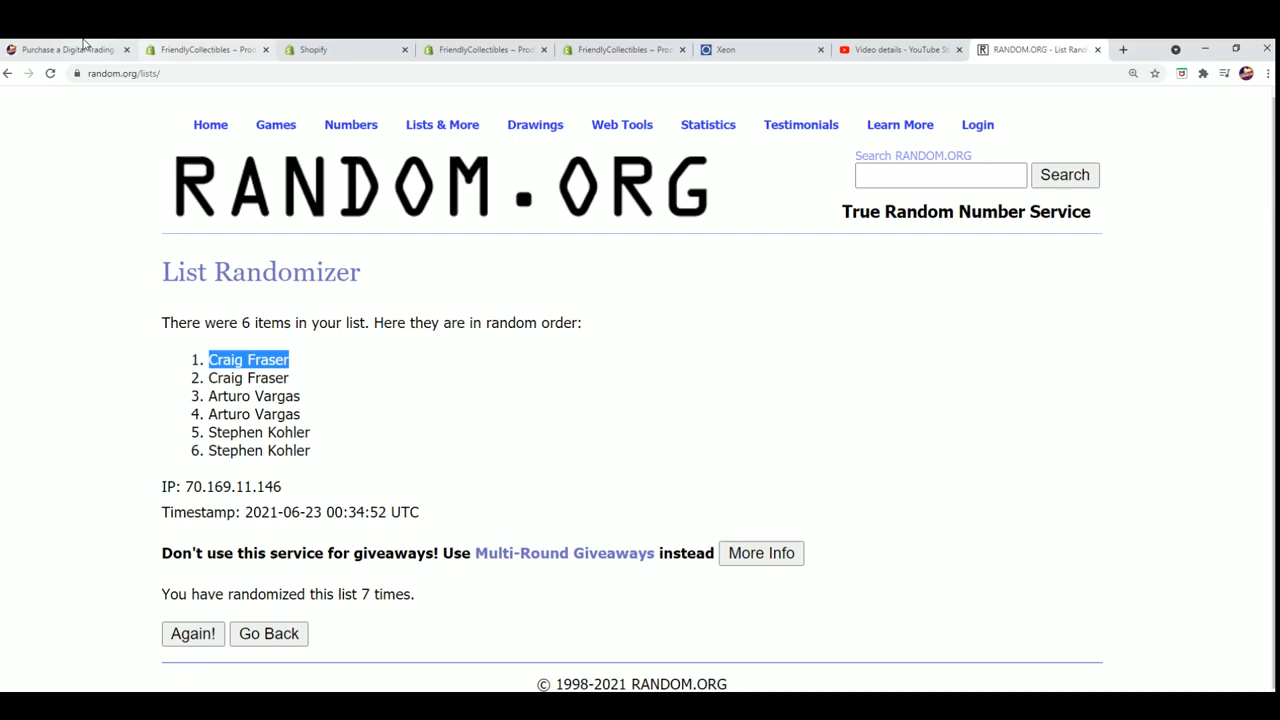 Purchase a Digital Trading
FriendlyCollectibles ~ Prod
Shopify
FriendlyCollectibles ~ Prod
FriendlyCollectibles ~ Prod
Xeon
Video details - YouTube St
RANDOM.ORG - List Rand
random.org/lists/
Home Games Numbers Lists & More Drawings Web Tools Statistics Testimonials Learn More Login
RANDOM.ORG
Search RANDOM.ORG
Search
True Random Number Service
List Randomizer
There were 6 items in your list. Here they are in random order:
1. Craig Fraser
2. Craig Fraser
3. Arturo Vargas
4. Arturo Vargas
5. Stephen Kohler
6. Stephen Kohler
IP: 70.169.11.146
Timestamp: 2021-06-23 00:34:52 UTC
Don't use this service for giveaways! Use Multi-Round Giveaways instead More Info
You have randomized this list 7 times.
Again! Go Back
© 1998-2021 RANDOM.ORG